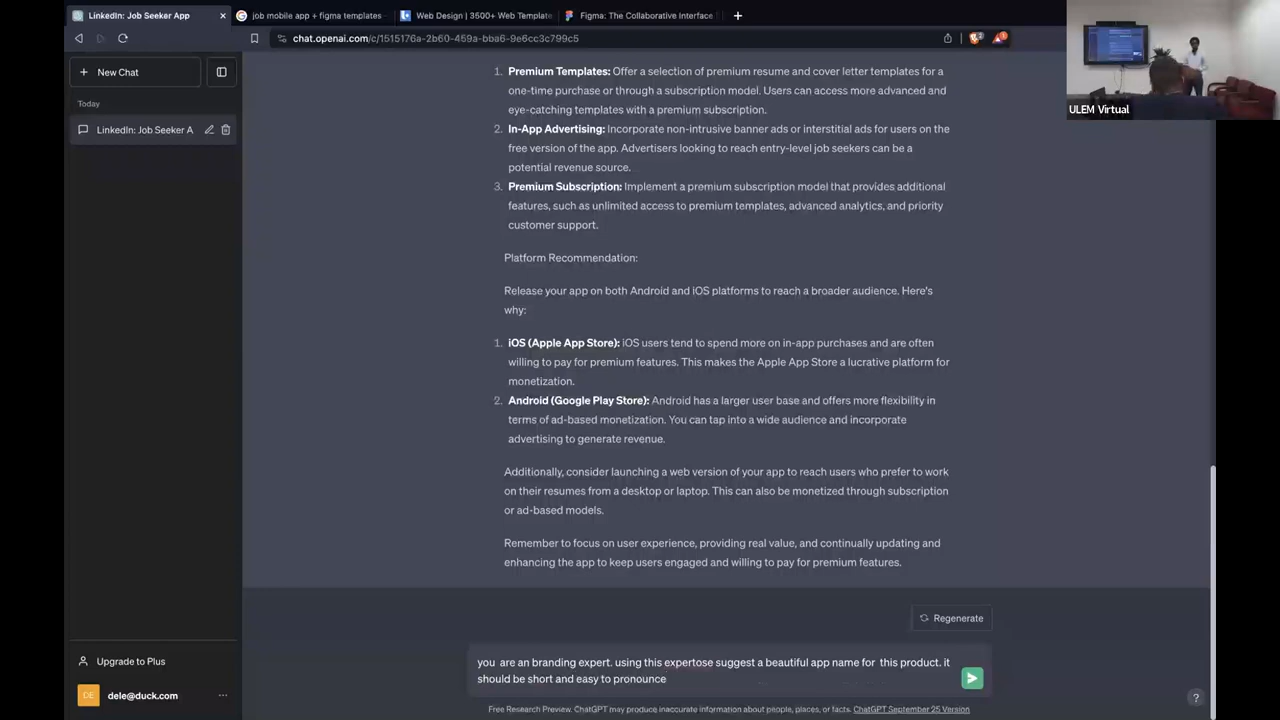 LinkedIn: Job Seeker App
job mobile app + figma templates
Web Design | 3500+ Web Template
Figma: The Collaborative Interface
chat.openai.com/c/1515176a-2b60-459a-bba6-9e6cc3c799c5
New Chat
Today
LinkedIn: Job Seeker A
1. Premium Templates: Offer a selection of premium resume and cover letter templates for a
one-time purchase or through a subscription model. Users can access more advanced and
eye-catching templates with a premium subscription.
2. In-App Advertising: Incorporate non-intrusive banner ads or interstitial ads for users on the
free version of the app. Advertisers looking to reach entry-level job seekers can be a
potential revenue source.
3. Premium Subscription: Implement a premium subscription model that provides additional
features, such as unlimited access to premium templates, advanced analytics, and priority
customer support.
Platform Recommendation:
Release your app on both Android and iOS platforms to reach a broader audience. Here's
why:
1. iOS (Apple App Store): iOS users tend to spend more on in-app purchases and are often
willing to pay for premium features. This makes the Apple App Store a lucrative platform for
monetization.
2. Android (Google Play Store): Android has a larger user base and offers more flexibility in
terms of ad-based monetization. You can tap into a wide audience and incorporate
advertising to generate revenue.
Additionally, consider launching a web version of your app to reach users who prefer to work
on their resumes from a desktop or laptop. This can also be monetized through subscription
or ad-based models.
Remember to focus on user experience, providing real value, and continually updating and
enhancing the app to keep users engaged and willing to pay for premium features.
Regenerate
you are an branding expert. using this expertose suggest a beautiful app name for this product. it
should be short and easy to pronounce
Free Research Preview. ChatGPT may produce inaccurate information about people, places, or facts. ChatGPT September 25 Version
Upgrade to Plus
DE
dele@duck.com
?
ULEM Virtual